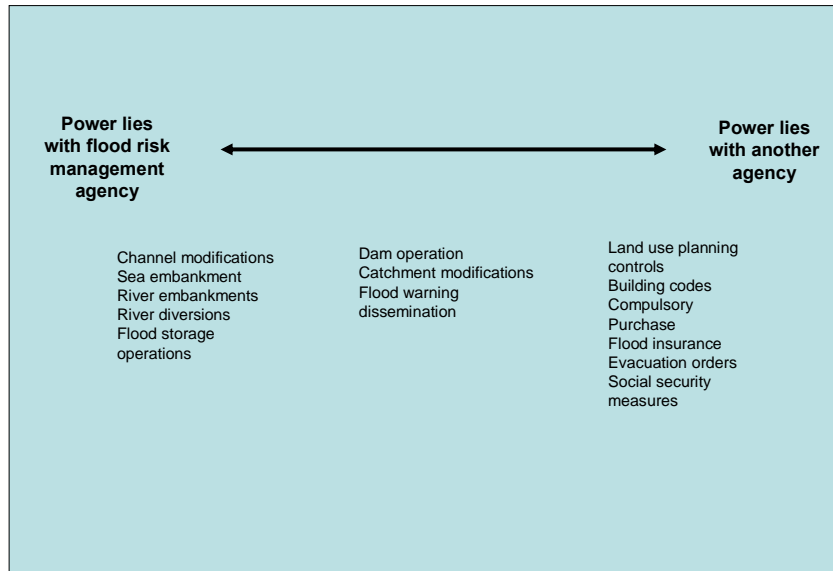 Power lies
with flood risk
management
agency
Power lies
with another
agency
Channel modifications
Sea embankment
River embankments
River diversions
Flood storage
operations
Dam operation
Catchment modifications
Flood warning
dissemination
Land use planning
controls
Building codes
Compulsory
Purchase
Flood insurance
Evacuation orders
Social security
measures